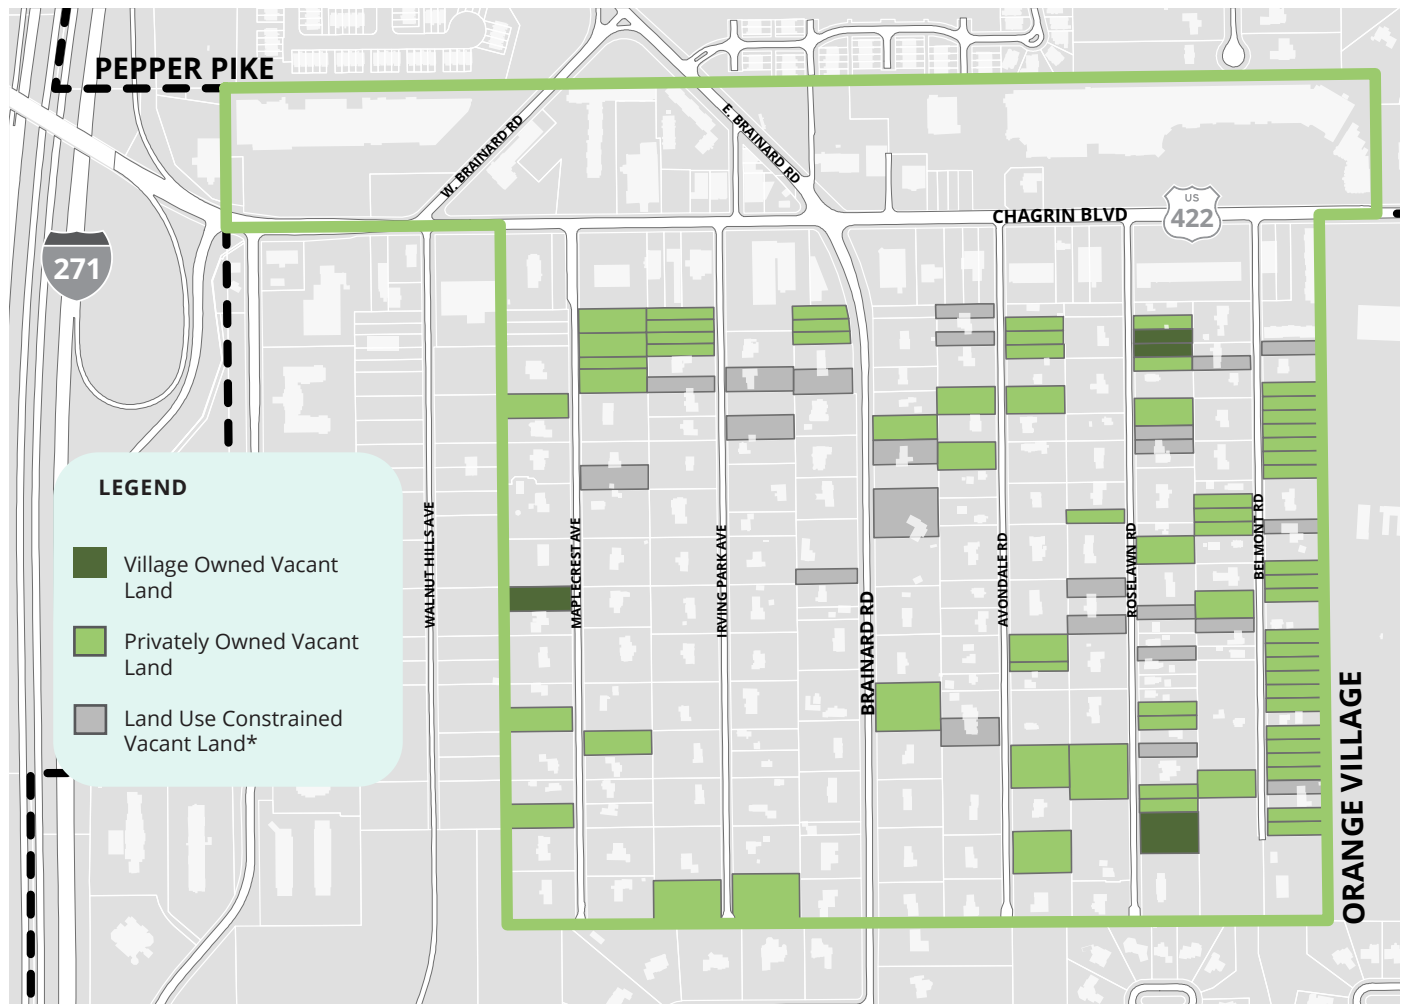 PEPPER PIKE
W. BRAINARD RD
E. BRAINARD RD
CHAGRIN BLVD
US
422
271
LEGEND
Village Owned Vacant
Land
Privately Owned Vacant
Land
Land Use Constrained
Vacant Land*
WALNUT HILLS AVE
MAPLECREST AVE
IRVING PARK AVE
BRAINARD RD
AVONDALE RD
ROSELAWN RD
BELMONT RD
ORANGE VILLAGE